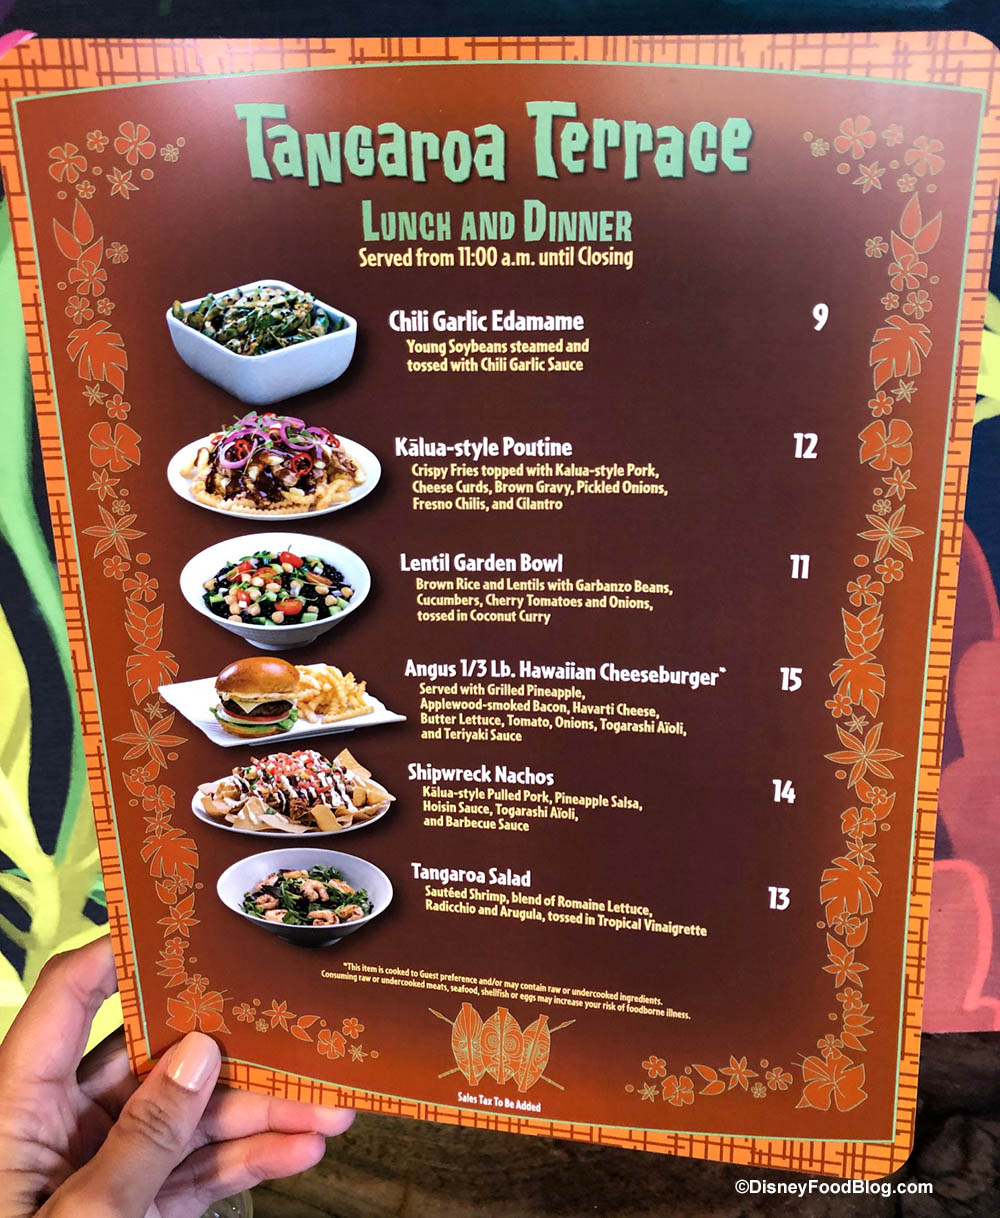 Tangaroa Terrace
Lunch and Dinner
Served from 11:00 a.m. until Closing
Chili Garlic Edamame 9
Young Soybeans steamed and
tossed with Chili Garlic Sauce
Kālua-style Poutine 12
Crispy Fries topped with Kalua-style Pork,
Cheese Curds, Brown Gravy, Pickled Onions,
Fresno Chilis, and Cilantro
Lentil Garden Bowl 11
Brown Rice and Lentils with Garbanzo Beans,
Cucumbers, Cherry Tomatoes and Onions,
tossed in Coconut Curry
Angus 1/3 Lb. Hawaiian Cheeseburger* 15
Served with Grilled Pineapple,
Applewood-smoked Bacon, Havarti Cheese,
Butter Lettuce, Tomato, Onions, Togarashi Aïoli,
and Teriyaki Sauce
Shipwreck Nachos 14
Kālua-style Pulled Pork, Pineapple Salsa,
Hoisin Sauce, Togarashi Aïoli,
and Barbecue Sauce
Tangaroa Salad 13
Sautéed Shrimp, blend of Romaine Lettuce,
Radicchio and Arugula, tossed in Tropical Vinaigrette
*This item is cooked to Guest preference and/or may contain raw or undercooked ingredients.
Consuming raw or undercooked meats, seafood, shellfish or eggs may increase your risk of foodborne illness.
Sales Tax To Be Added
©DisneyFoodBlog.com